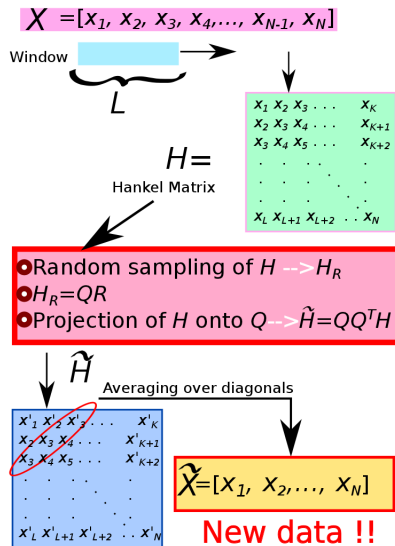 X =[x1, x2, x3, x4,..., xN-1, xN]
Window
L
x1 x2 x3 . . . xK
x2 x3 x4 . . . xK+1
x3 x4 x5 . . . xK+2
. . . . .
. . . . .
. . . . .
xL xL+1 xL+2 . . xN
H=
Hankel Matrix
Random sampling of H -->HR
HR=QR
Projection of H onto Q-->H̃=QQᵀH
H̃
Averaging over diagonals
x'1 x'2 x'3 . . . x'K
x2 x3 x4 . . . x'K+1
x3 x4 x5 . . . x'K+2
. . . . .
. . . . .
. . . . .
x'L x'L+1 x'L+2 . . x'N
X̃=[x1, x2,..., xN]
New data !!